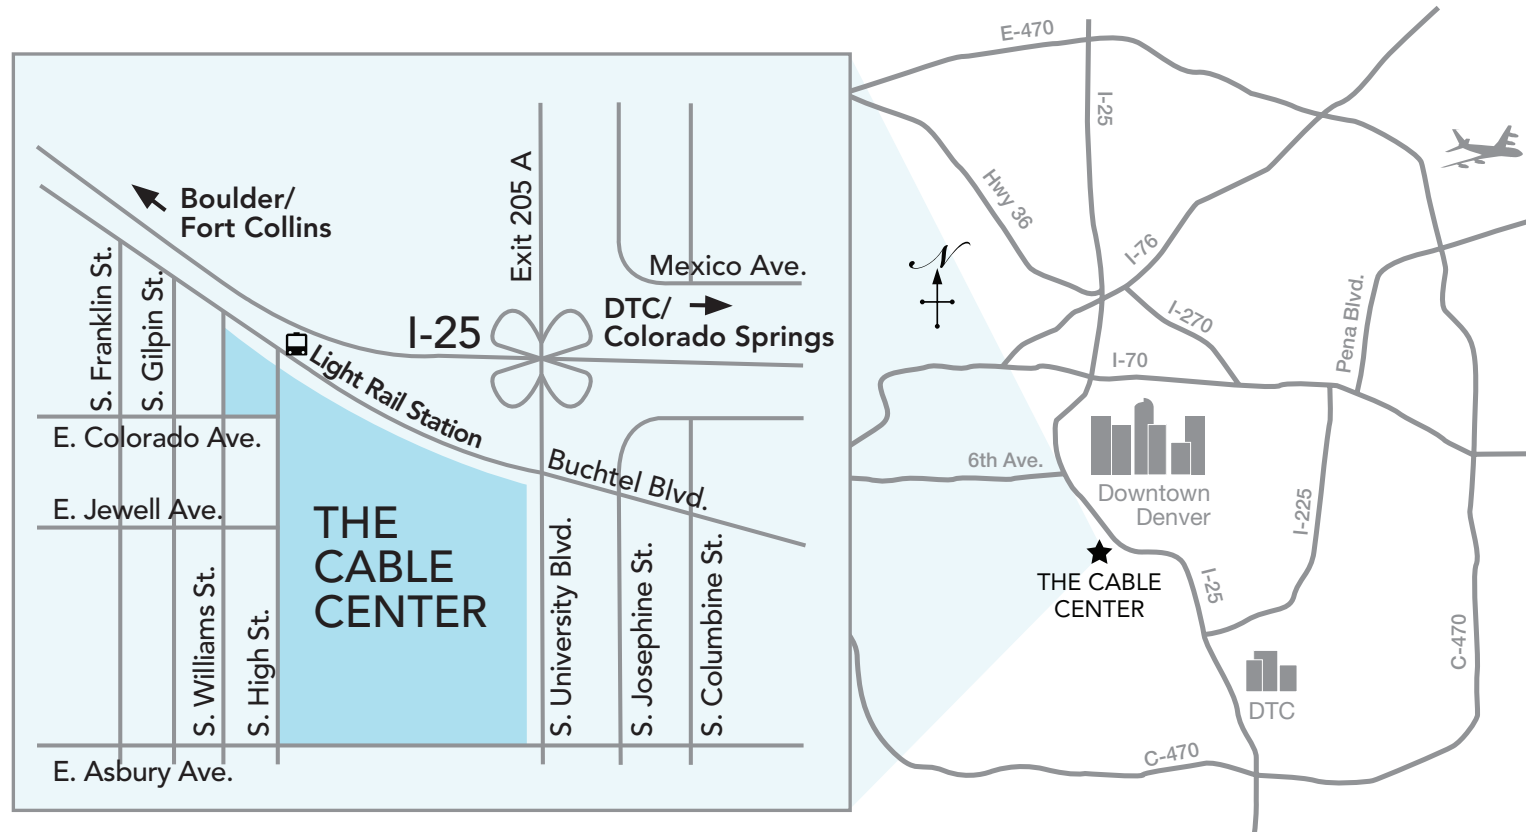 E-470
I-25
Hwy 36
I-76
I-270
I-70
Pena Blvd.
6th Ave.
Downtown
Denver
I-225
THE CABLE
CENTER
I-25
C-470
DTC
C-470
N
Boulder/
Fort Collins
Exit 205 A
Mexico Ave.
DTC/
Colorado Springs
I-25
S. Franklin St.
S. Gilpin St.
Light Rail Station
E. Colorado Ave.
Buchtel Blvd.
E. Jewell Ave.
THE
CABLE
CENTER
S. Williams St.
S. High St.
S. University Blvd.
S. Josephine St.
S. Columbine St.
E. Asbury Ave.